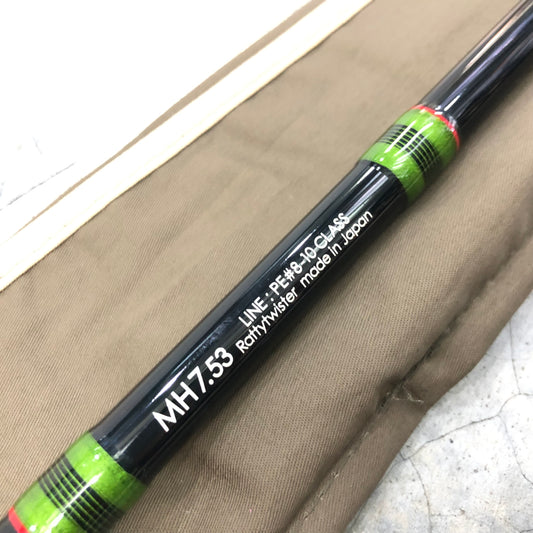 MH7.53
LINE : PE#8-10 CLASS
Rattytwister made in Japan